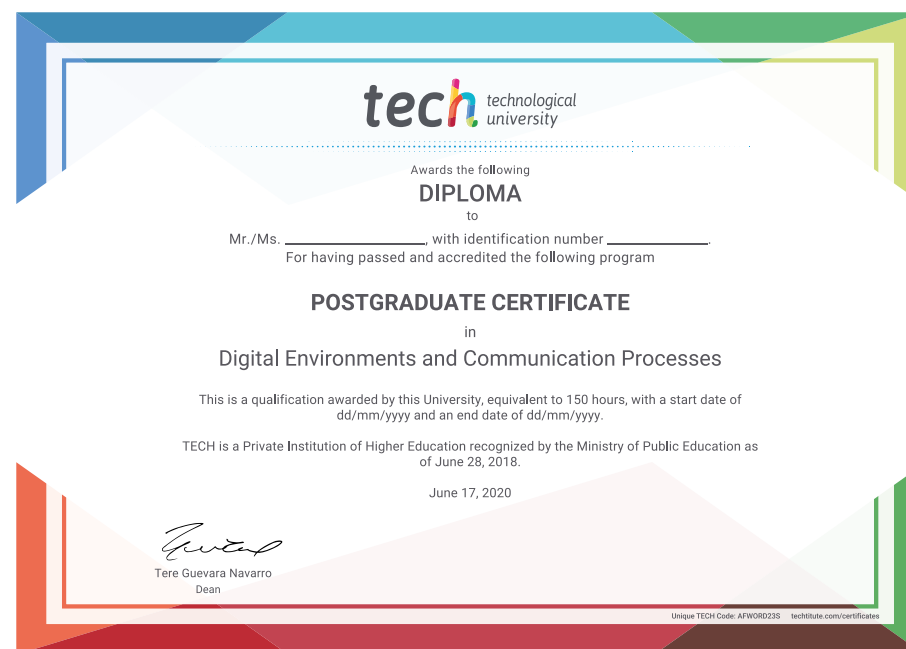 tech technological
university
Awards the following
DIPLOMA
to
Mr./Ms. ____________, with identification number ____________.
For having passed and accredited the following program
POSTGRADUATE CERTIFICATE
in
Digital Environments and Communication Processes
This is a qualification awarded by this University, equivalent to 150 hours, with a start date of
dd/mm/yyyy and an end date of dd/mm/yyyy.
TECH is a Private Institution of Higher Education recognized by the Ministry of Public Education as
of June 28, 2018.
June 17, 2020
Tere Guevara Navarro
Dean
Unique TECH Code: AFWORD23S techtitute.com/certificates